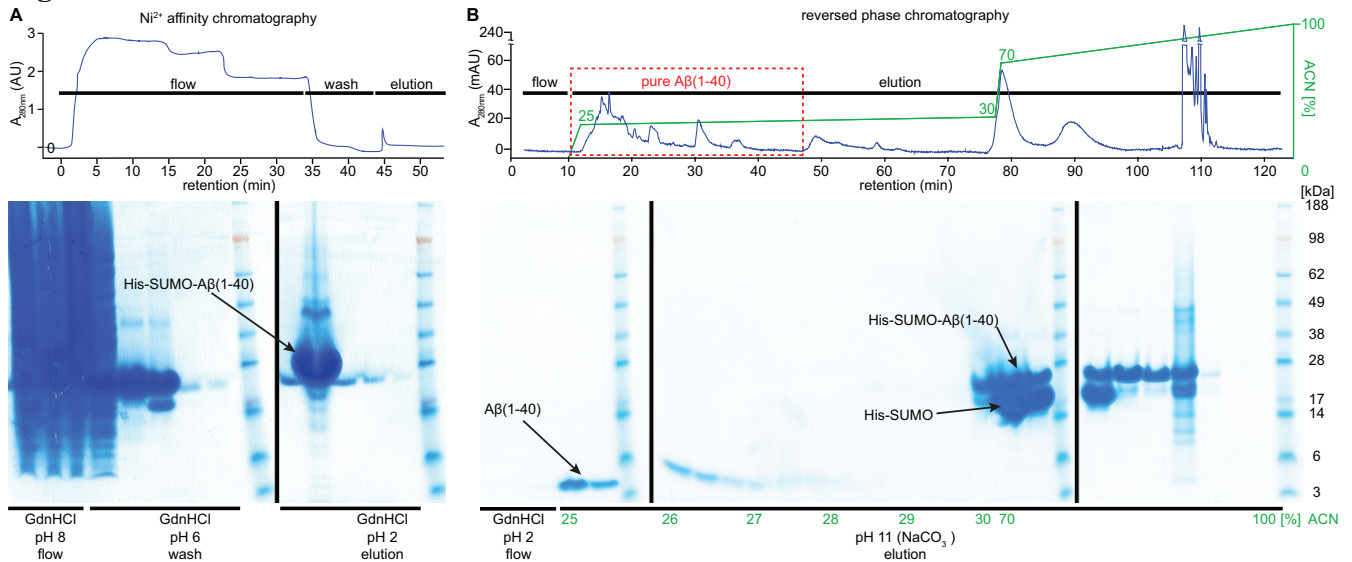 A
Ni²⁺ affinity chromatography
A280nm (AU)
3
2
1
0
flow
wash
elution
0 5 10 15 20 25 30 35 40 45 50
retention (min)
His-SUMO-Aβ(1-40)
GdnHCl
pH 8
flow
GdnHCl
pH 6
wash
GdnHCl
pH 2
elution
B
reversed phase chromatography
A280nm (mAU)
240
60
40
20
0
flow
pure Aβ(1-40)
elution
25
30
70
100
ACN [%]
0
0 10 20 30 40 50 60 70 80 90 100 110 120
retention (min)
[kDa]
188
98
62
49
38
28
17
14
6
3
Aβ(1-40)
His-SUMO-Aβ(1-40)
His-SUMO
GdnHCl
pH 2
flow
25 26 27 28 29 30 70 100 [%] ACN
pH 11 (NaCO₃)
elution